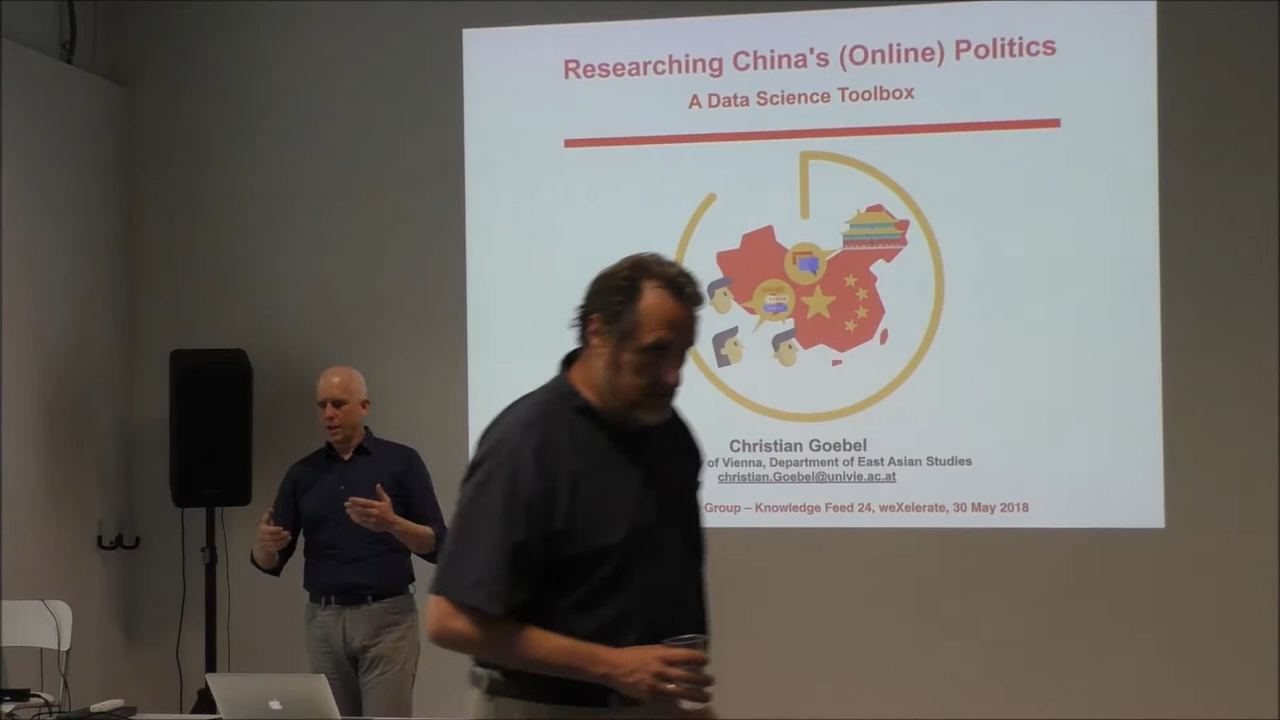 Researching China's (Online) Politics
A Data Science Toolbox
Christian Goebel
of Vienna, Department of East Asian Studies
christian.Goebel@univie.ac.at
Group – Knowledge Feed 24, weXelerate, 30 May 2018